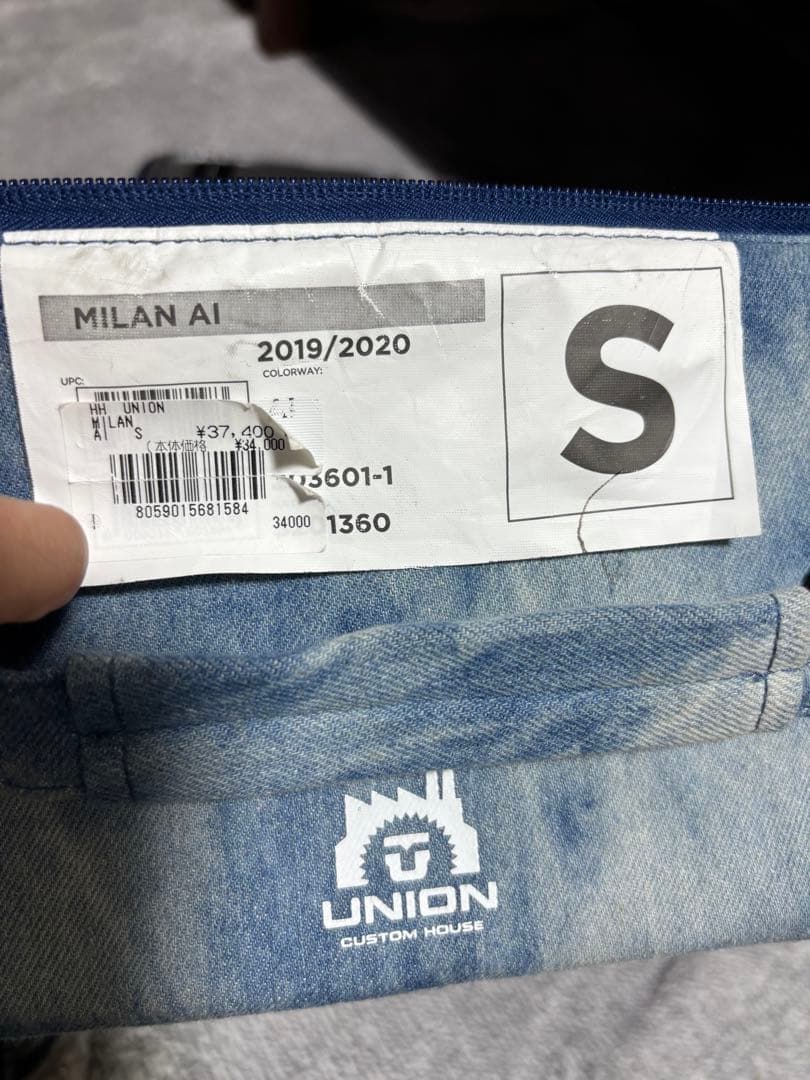 MILAN AI
2019/2020
COLORWAY:
S
UPC:
HH UNION
MILAN
AI S ¥37,400
(本体価格 ¥34,000
8059015681584
34000
03601-1
1360
UNION
CUSTOM HOUSE